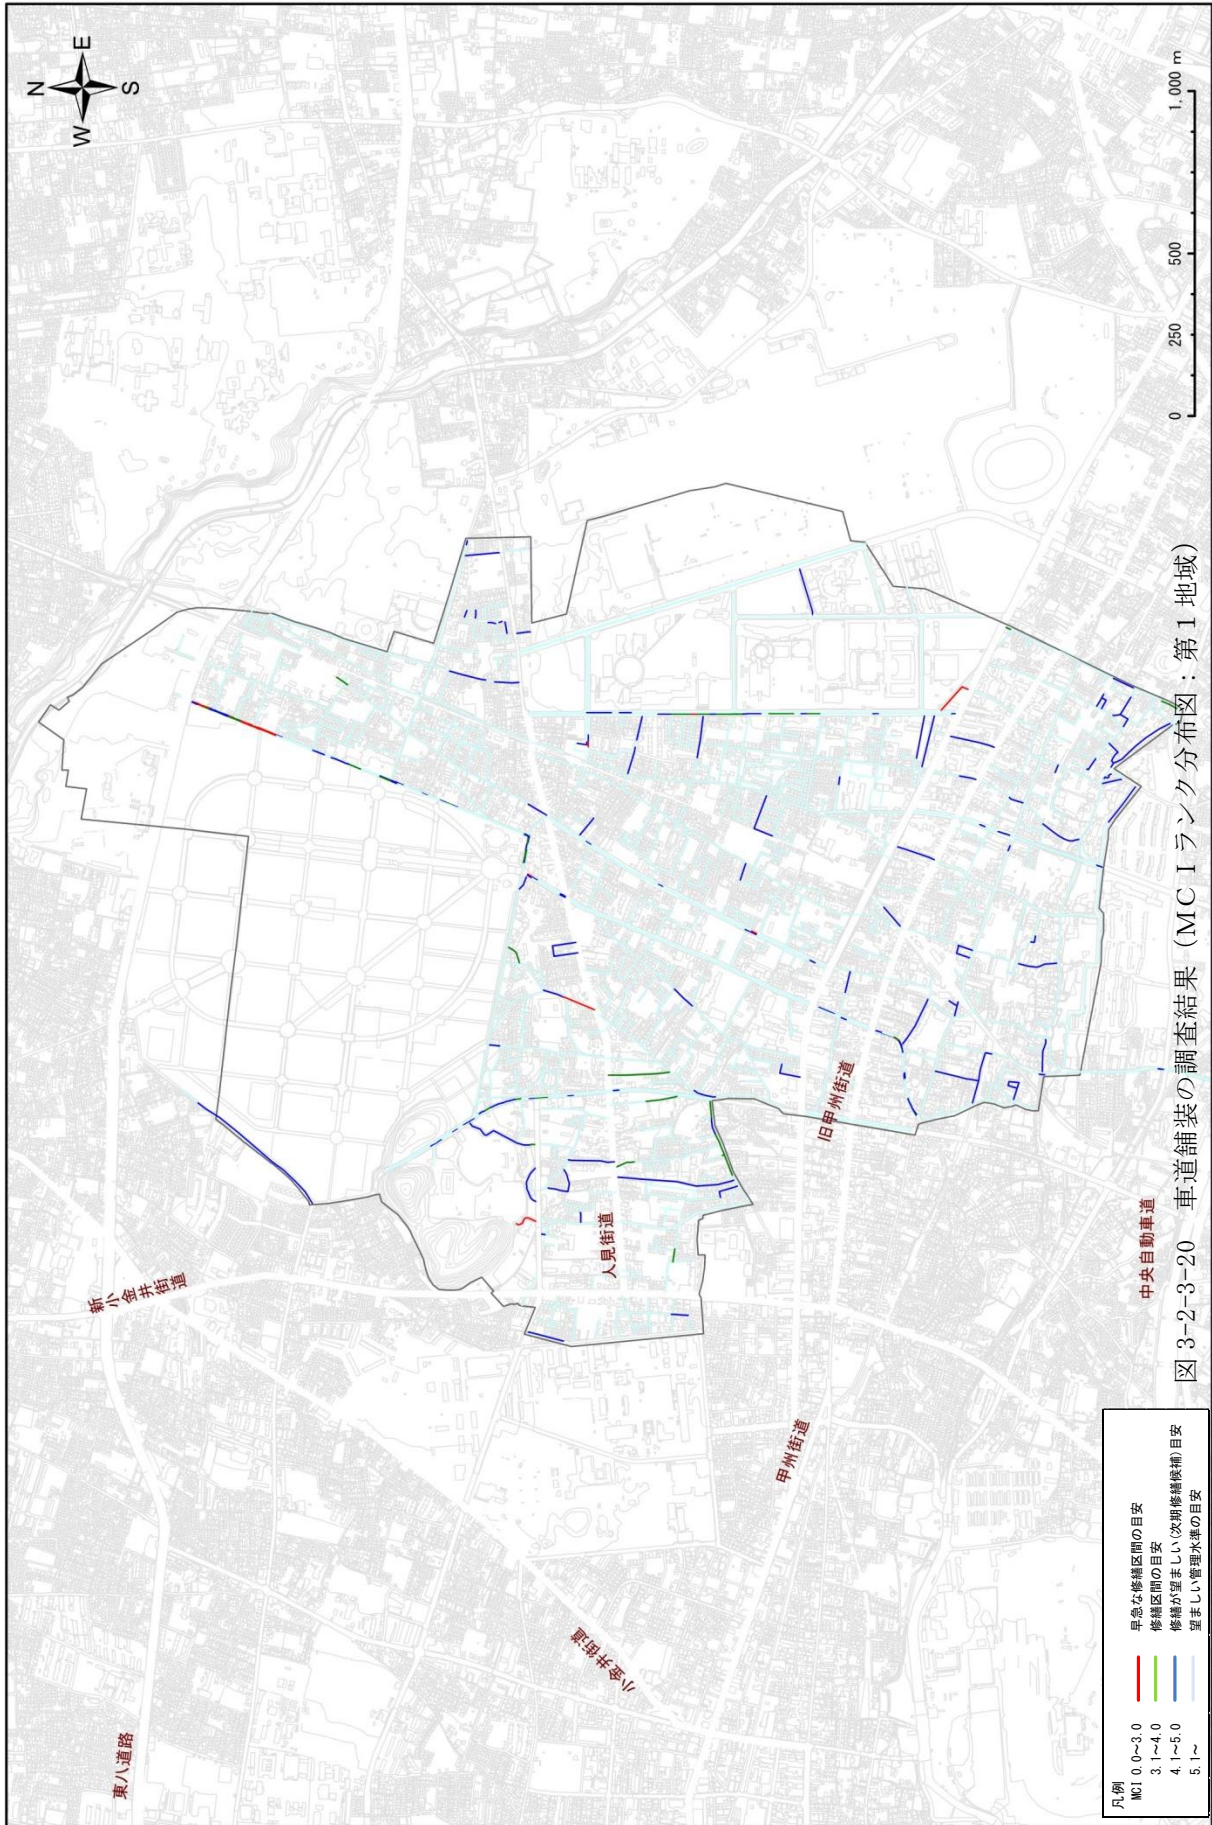 N
W
E
S
東八道路
新
小
金
井
街
道
小金井街道
人見街道
甲州街道
旧甲州街道
中央自動車道
0 250 500 1,000 m
凡例
MCI 0.0~3.0 早急な修繕区間の目安
3.1~4.0 修繕区間の目安
4.1~5.0 修繕が望ましい(次期修繕候補)目安
5.1~ 望ましい管理水準の目安
図 3-2-3-20 車道舗装の調査結果（MCIランク分布図：第1地域）